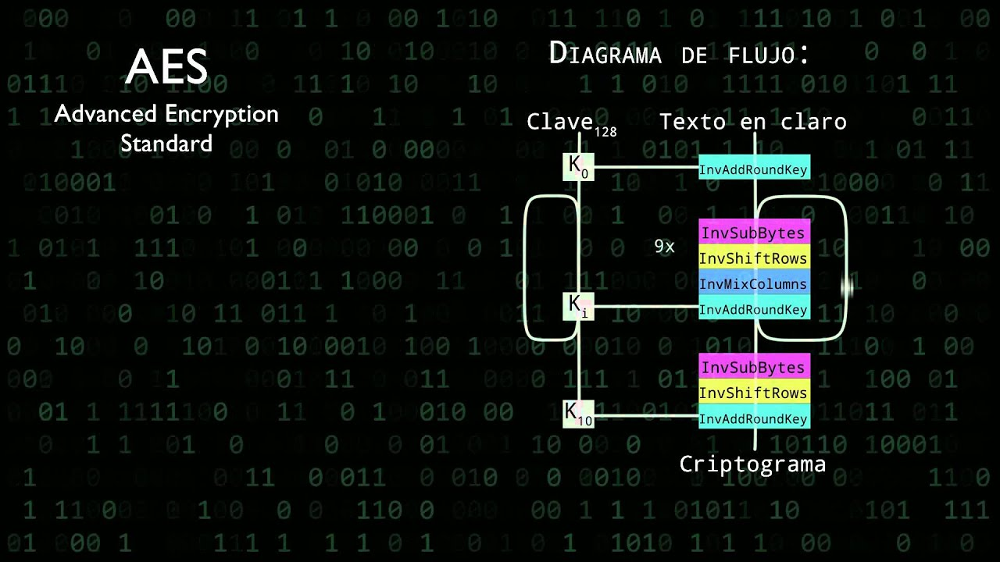 AES
Advanced Encryption
Standard
DIAGRAMA DE FLUJO:
Clave128 Texto en claro
K0 InvAddRoundKey
InvSubBytes
9x InvShiftRows
InvMixColumns
Ki InvAddRoundKey
InvSubBytes
InvShiftRows
K10 InvAddRoundKey
Criptograma